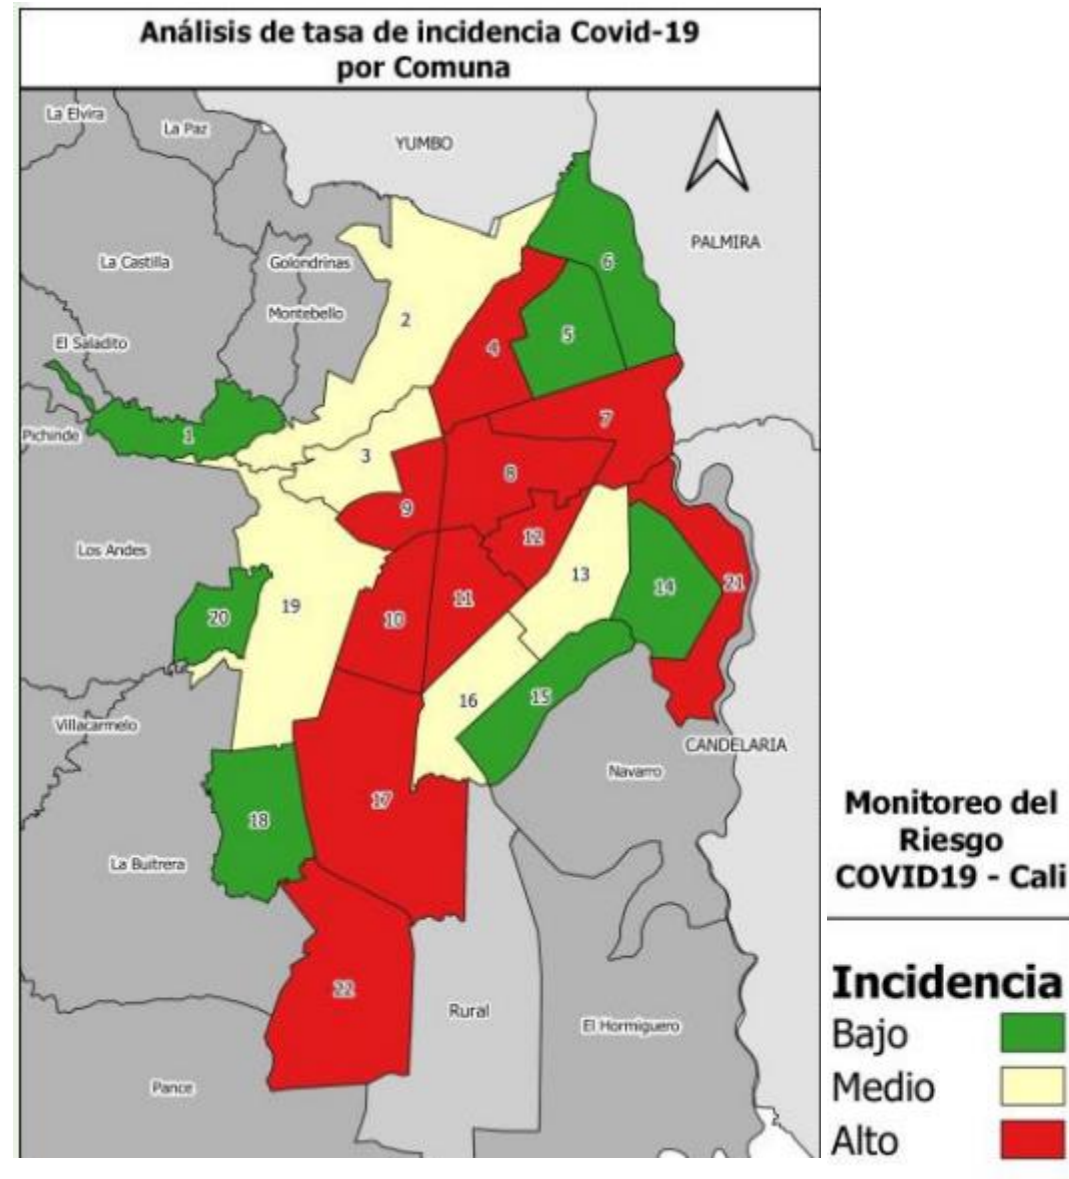 Análisis de tasa de incidencia Covid-19
por Comuna
La Elvira
La Paz
YUMBO
PALMIRA
La Castilla
Golondrinas
6
Montebello
2
5
El Saladito
4
7
1
Pichinde
3
8
9
12
Los Andes
13
14
21
19
11
20
10
16
15
Villacarmelo
CANDELARIA
Navarro
17
18
La Buitrera
22
Rural
El Hormiguero
Pance
Monitoreo del
Riesgo
COVID19 - Cali
Incidencia
Bajo
Medio
Alto